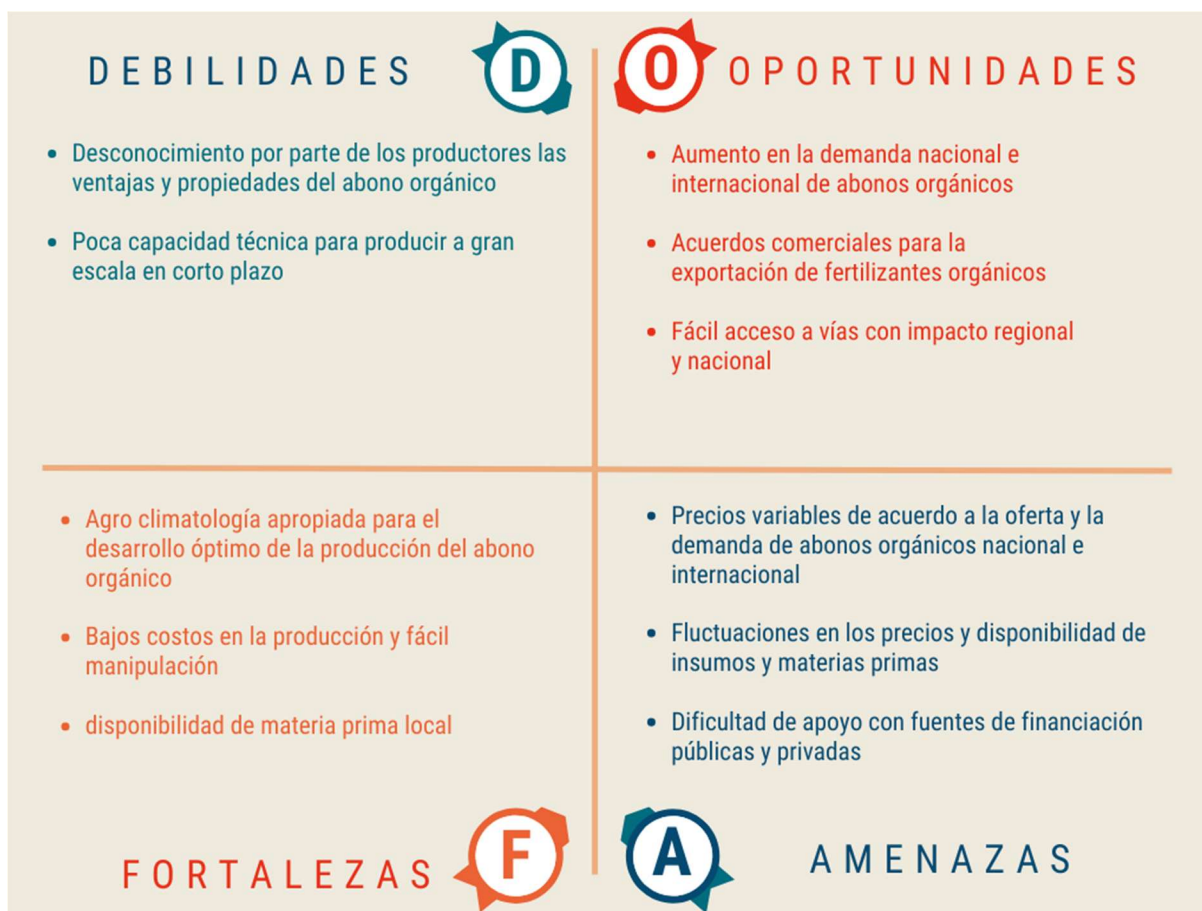 DEBILIDADES
D
Desconocimiento por parte de los productores las
ventajas y propiedades del abono orgánico
Poca capacidad técnica para producir a gran
escala en corto plazo
O
OPORTUNIDADES
Aumento en la demanda nacional e
internacional de abonos orgánicos
Acuerdos comerciales para la
exportación de fertilizantes orgánicos
Fácil acceso a vías con impacto regional
y nacional
Agro climatología apropiada para el
desarrollo óptimo de la producción del abono
orgánico
Bajos costos en la producción y fácil
manipulación
disponibilidad de materia prima local
FORTALEZAS
F
Precios variables de acuerdo a la oferta y la
demanda de abonos orgánicos nacional e
internacional
Fluctuaciones en los precios y disponibilidad de
insumos y materias primas
Dificultad de apoyo con fuentes de financiación
públicas y privadas
A
AMENAZAS